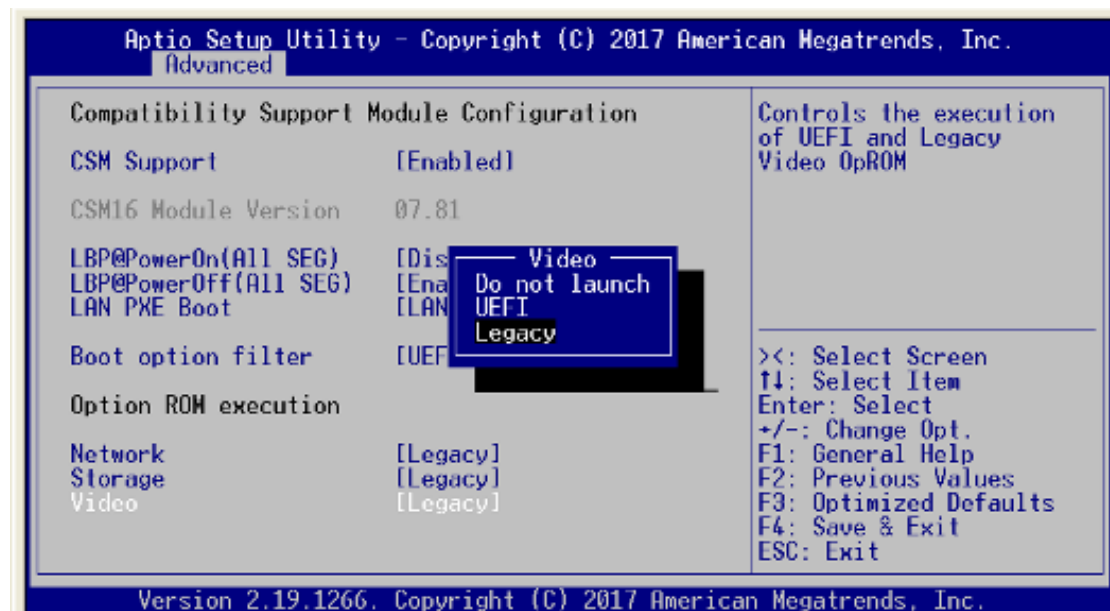 Aptio Setup Utility - Copyright (C) 2017 American Megatrends, Inc.
Advanced
Compatibility Support Module Configuration
CSM Support [Enabled]
CSM16 Module Version 07.81
LBP@PowerOn(All SEG) [Dis
LBP@PowerOff(All SEG) [Ena
LAN PXE Boot [LAN
Boot option filter [UEF
Option ROM execution
Network [Legacy]
Storage [Legacy]
Video [Legacy]
Video
Do not launch
UEFI
Legacy
Controls the execution
of UEFI and Legacy
Video OpROM
><: Select Screen
↑↓: Select Item
Enter: Select
+/-: Change Opt.
F1: General Help
F2: Previous Values
F3: Optimized Defaults
F4: Save & Exit
ESC: Exit
Version 2.19.1266. Copyright (C) 2017 American Megatrends, Inc.